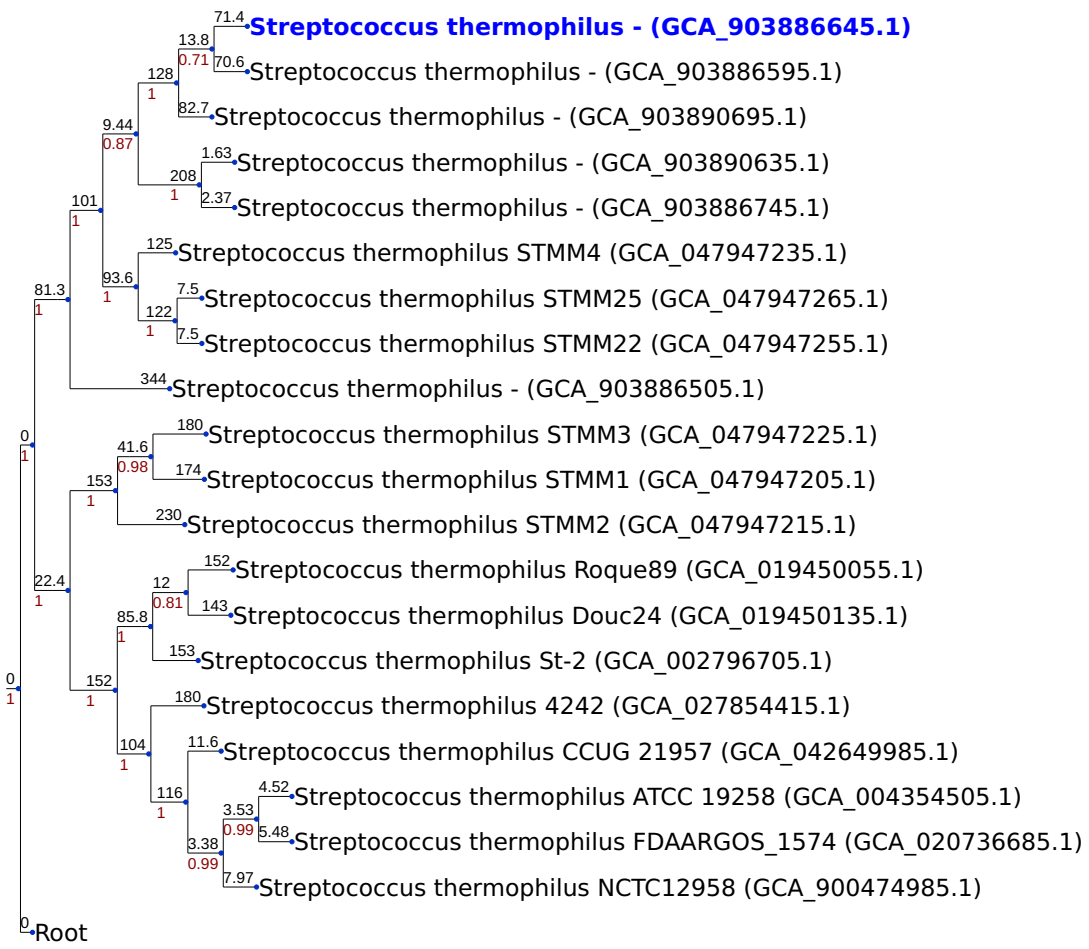 71.4
Streptococcus thermophilus - (GCA_903886645.1)
13.8
0.71
70.6
Streptococcus thermophilus - (GCA_903886595.1)
128
1
82.7
Streptococcus thermophilus - (GCA_903890695.1)
9.44
0.87
1.63
Streptococcus thermophilus - (GCA_903890635.1)
208
1
2.37
Streptococcus thermophilus - (GCA_903886745.1)
101
1
125
Streptococcus thermophilus STMM4 (GCA_047947235.1)
93.6
1
7.5
Streptococcus thermophilus STMM25 (GCA_047947265.1)
122
1
7.5
Streptococcus thermophilus STMM22 (GCA_047947255.1)
81.3
1
344
Streptococcus thermophilus - (GCA_903886505.1)
0
1
180
Streptococcus thermophilus STMM3 (GCA_047947225.1)
41.6
0.98
174
Streptococcus thermophilus STMM1 (GCA_047947205.1)
153
1
230
Streptococcus thermophilus STMM2 (GCA_047947215.1)
22.4
1
152
Streptococcus thermophilus Roque89 (GCA_019450055.1)
12
0.81
143
Streptococcus thermophilus Douc24 (GCA_019450135.1)
85.8
1
153
Streptococcus thermophilus St-2 (GCA_002796705.1)
0
1
152
1
180
Streptococcus thermophilus 4242 (GCA_027854415.1)
104
1
11.6
Streptococcus thermophilus CCUG 21957 (GCA_042649985.1)
116
1
4.52
Streptococcus thermophilus ATCC 19258 (GCA_004354505.1)
3.53
0.99
5.48
Streptococcus thermophilus FDAARGOS_1574 (GCA_020736685.1)
3.38
0.99
7.97
Streptococcus thermophilus NCTC12958 (GCA_900474985.1)
0
Root